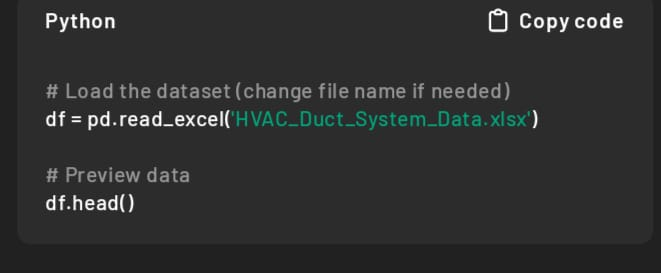 Python
Copy code
# Load the dataset (change file name if needed)
df = pd.read_excel('HVAC_Duct_System_Data.xlsx')
# Preview data
df.head()